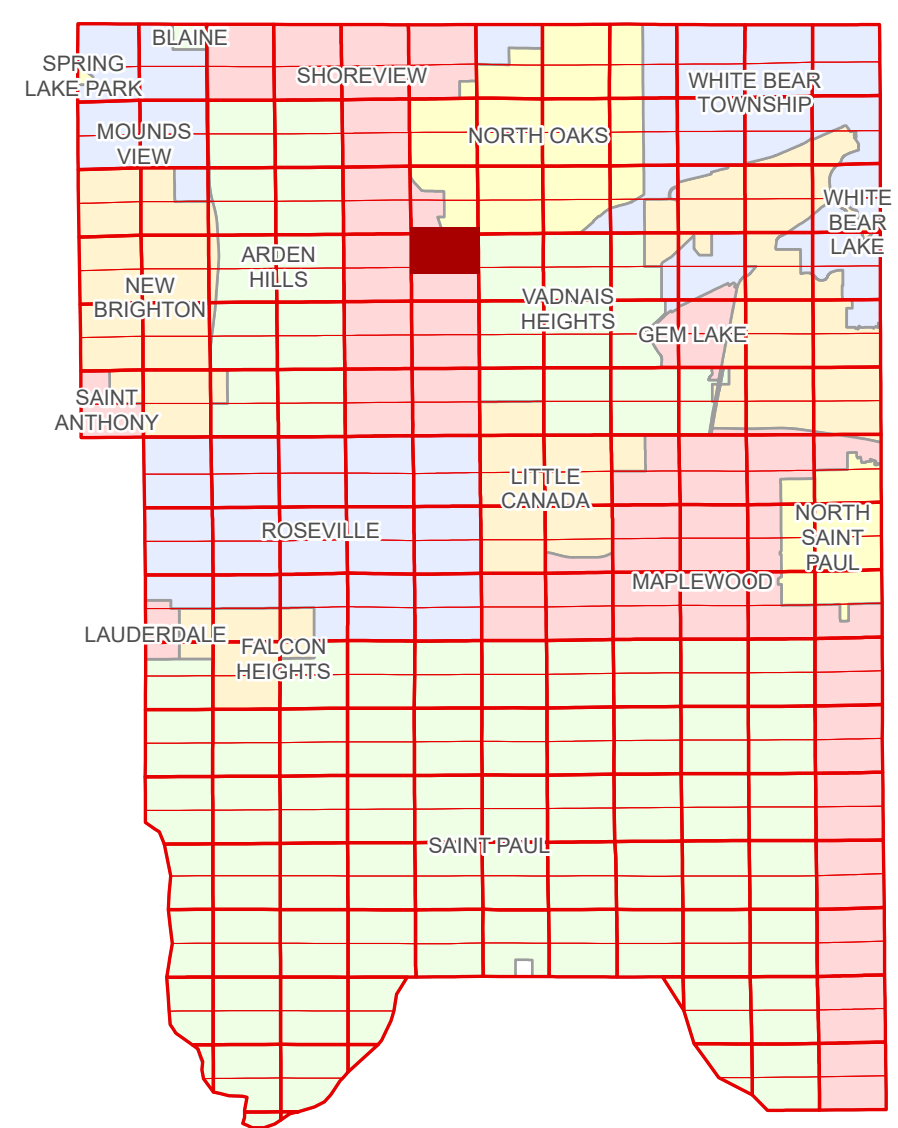 BLAINE
SPRING
LAKE PARK
SHOREVIEW
WHITE BEAR
TOWNSHIP
MOUNDS
VIEW
NORTH OAKS
WHITE
BEAR
LAKE
ARDEN
HILLS
NEW
BRIGHTON
VADNAIS
HEIGHTS
GEM LAKE
SAINT
ANTHONY
LITTLE
CANADA
NORTH
SAINT
PAUL
ROSEVILLE
MAPLEWOOD
LAUDERDALE
FALCON
HEIGHTS
SAINT PAUL